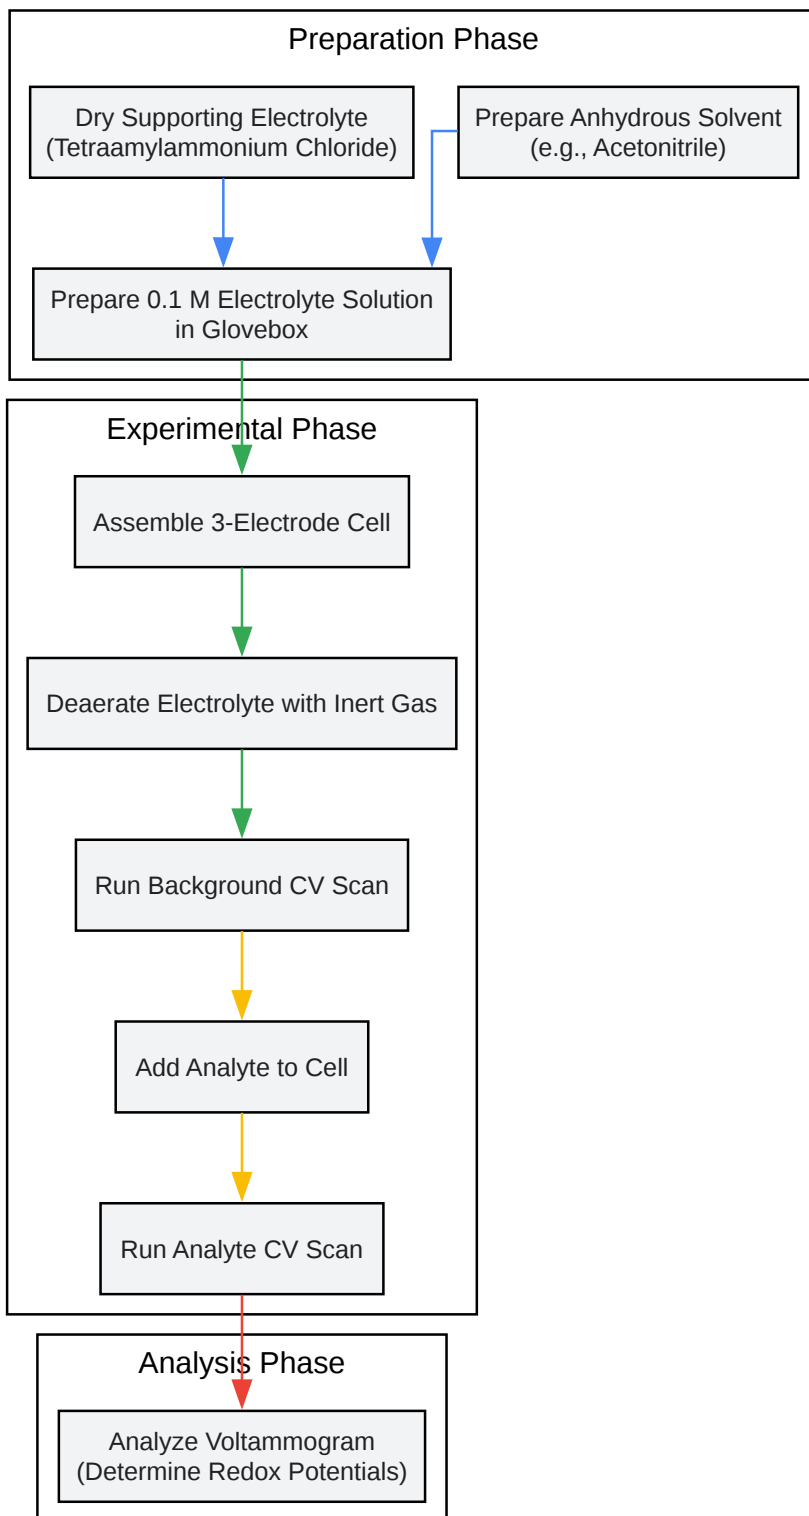 Preparation Phase
Dry Supporting Electrolyte
(Tetraamylammonium Chloride)
Prepare Anhydrous Solvent
(e.g., Acetonitrile)
Prepare 0.1 M Electrolyte Solution
in Glovebox
Experimental Phase
Assemble 3-Electrode Cell
Deaerate Electrolyte with Inert Gas
Run Background CV Scan
Add Analyte to Cell
Run Analyte CV Scan
Analysis Phase
Analyze Voltammogram
(Determine Redox Potentials)